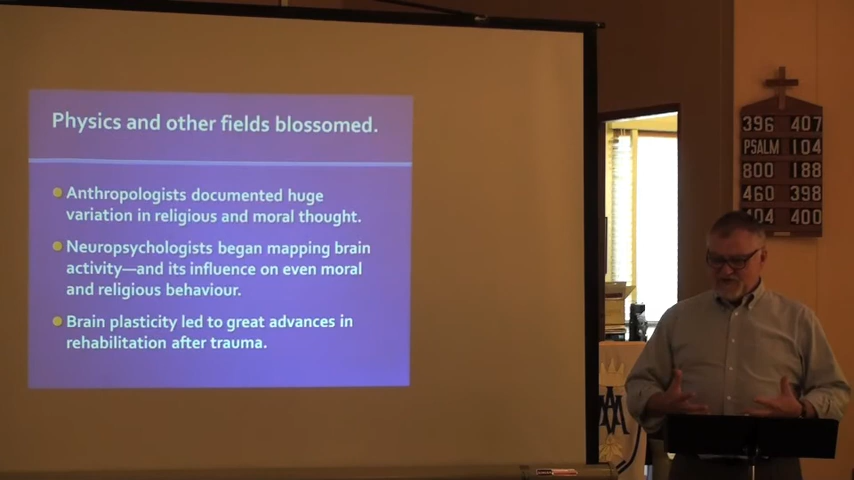 Physics and other fields blossomed.
Anthropologists documented huge
variation in religious and moral thought.
Neuropsychologists began mapping brain
activity—and its influence on even moral
and religious behaviour.
Brain plasticity led to great advances in
rehabilitation after trauma.
396 407
PSALM 104
800 188
460 398
404 400